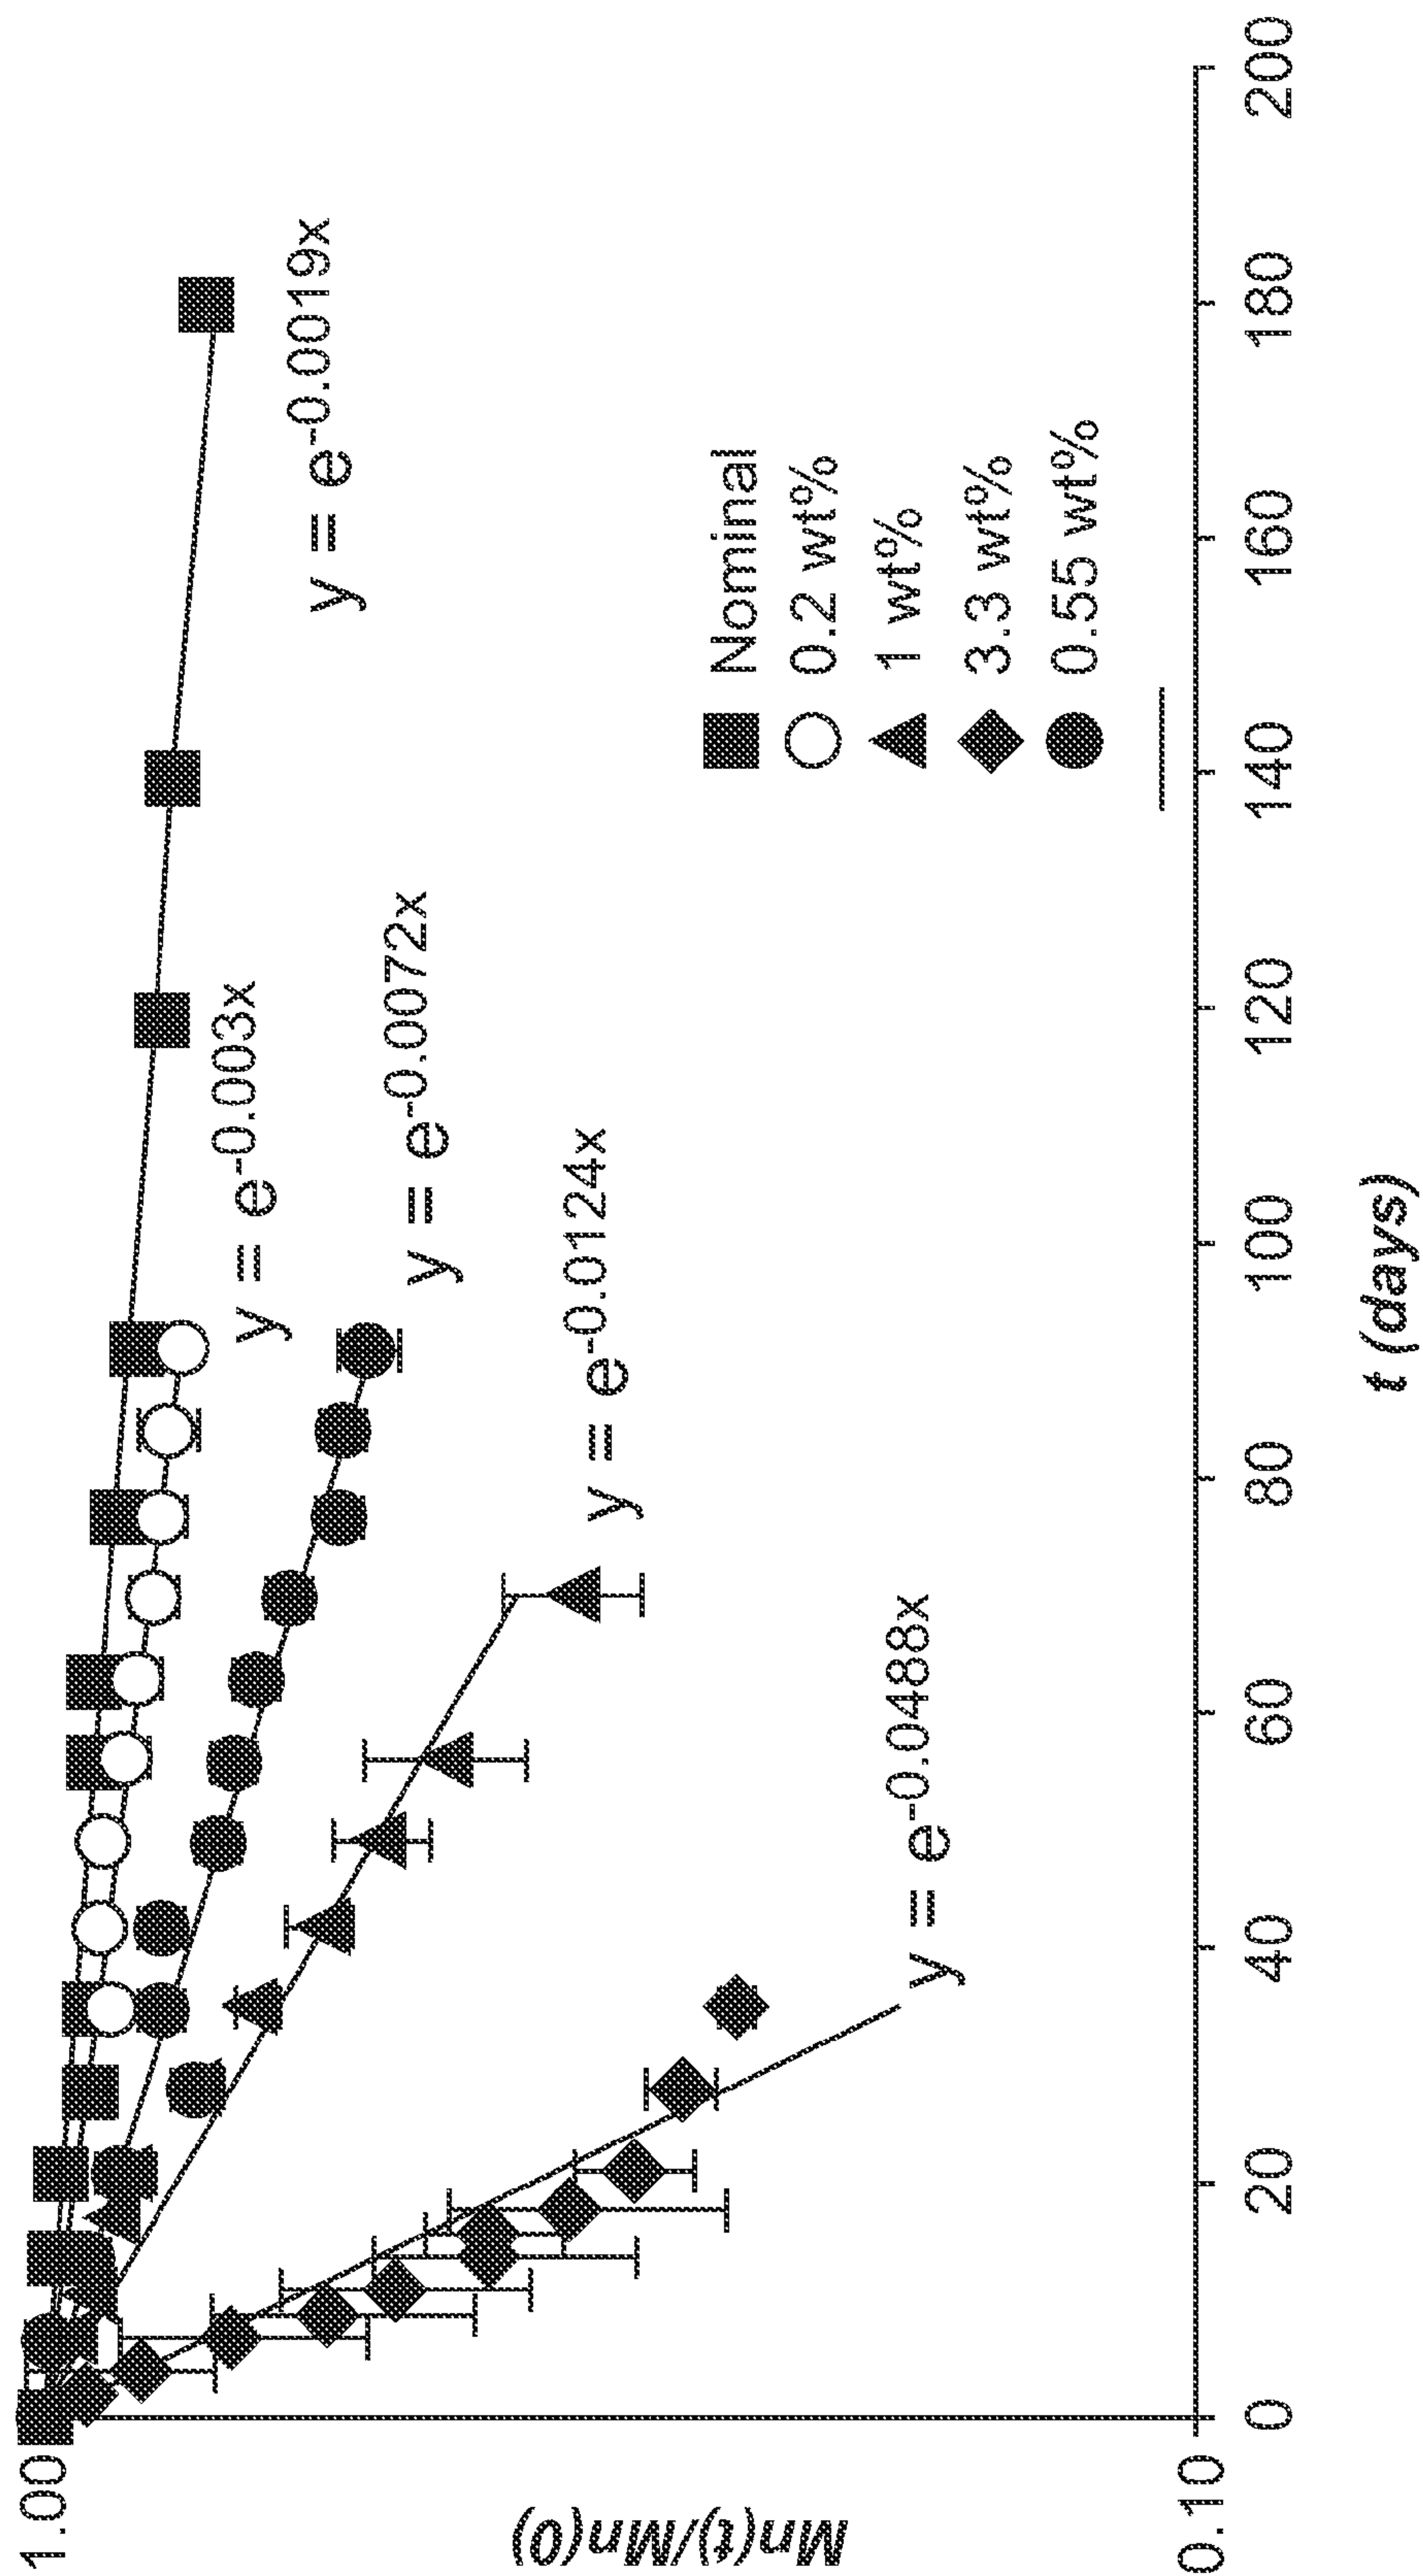 Mn(t)/Mn(0)
1.00
0.10
y = e-0.0019x
y = e-0.003x
y = e-0.0072x
y = e-0.0124x
y = e-0.0488x
Nominal
0.2 wt%
1 wt%
3.3 wt%
0.55 wt%
0 20 40 60 80 100 120 140 160 180 200
t (days)